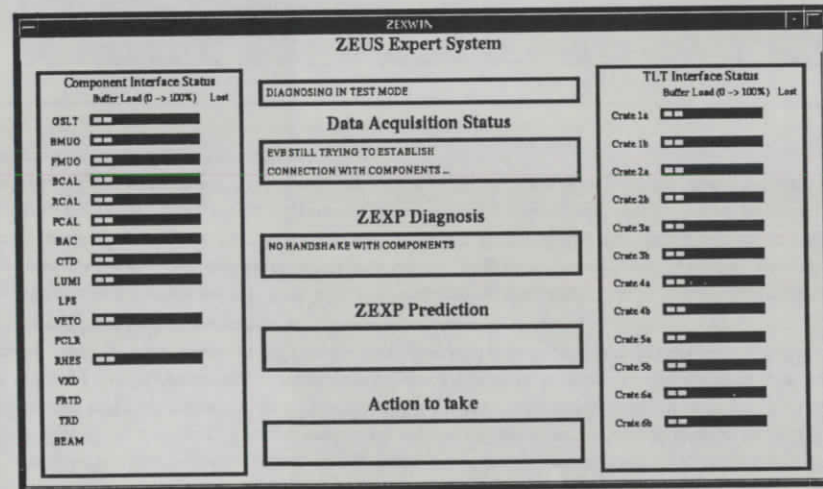 ZEXWIN
ZEUS Expert System
Component Interface Status
Buffer Load (0 -> 100%) Lost
GSLT
BMUO
FMUO
BCAL
RCAL
FCAL
BAC
CTD
LUMI
LPS
VETO
FCLR
RHES
VXD
FRTD
TRD
BEAM
DIAGNOSING IN TEST MODE
Data Acquisition Status
EVB STILL TRYING TO ESTABLISH
CONNECTION WITH COMPONENTS ...
ZEXP Diagnosis
NO HANDSHAKE WITH COMPONENTS
ZEXP Prediction
Action to take
TLT Interface Status
Buffer Load (0 -> 100%) Lost
Crate 1a
Crate 1b
Crate 2a
Crate 2b
Crate 3a
Crate 3b
Crate 4a
Crate 4b
Crate 5a
Crate 5b
Crate 6a
Crate 6b